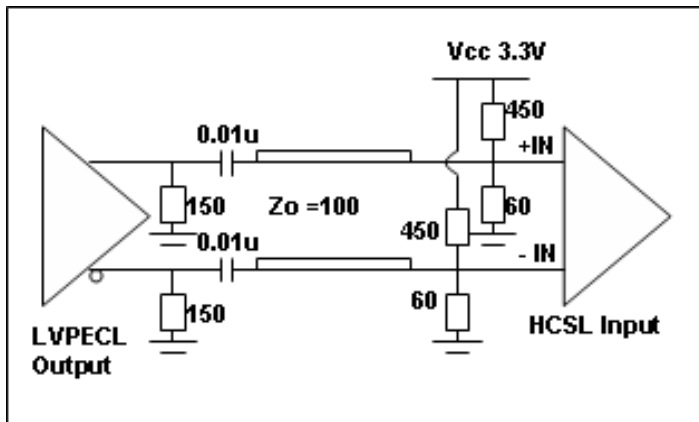 Vcc 3.3V
450
0.01u
+IN
150
Zo =100
60
0.01u
450
- IN
150
60
LVPECL
Output
HCSL Input